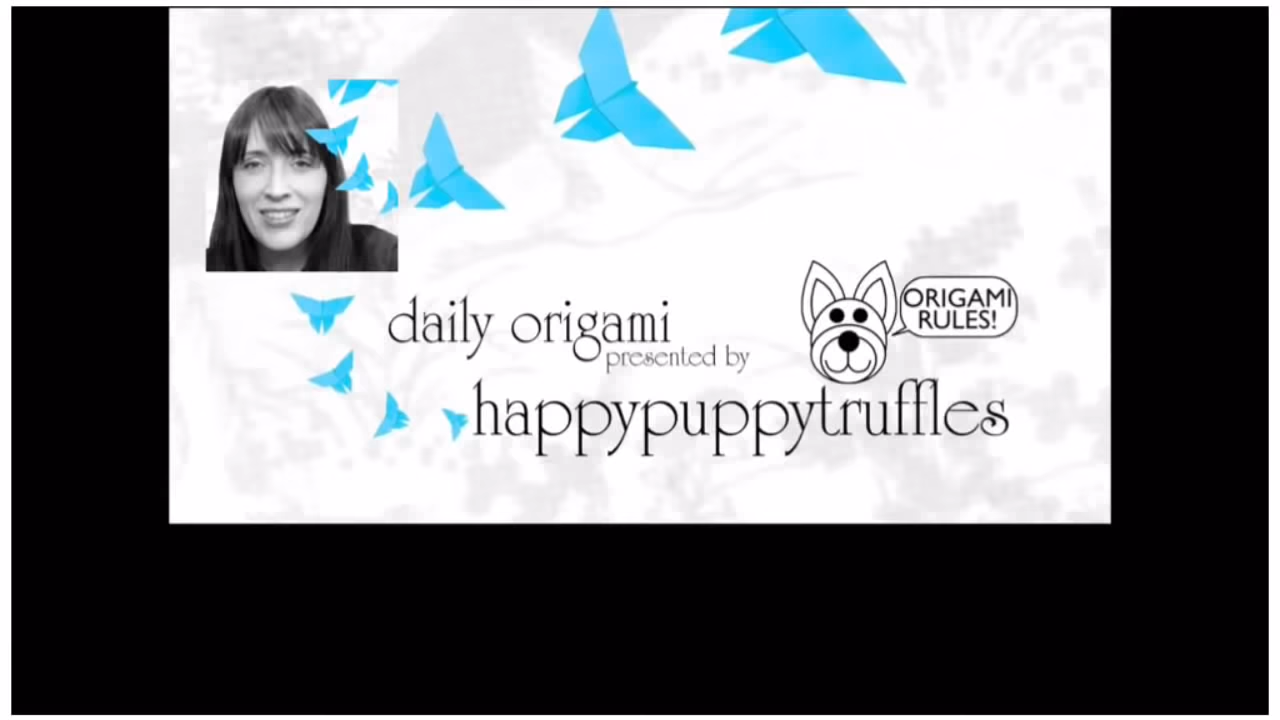 ORIGAMI
RULES!
daily origami
presented by
happypuppytruffles